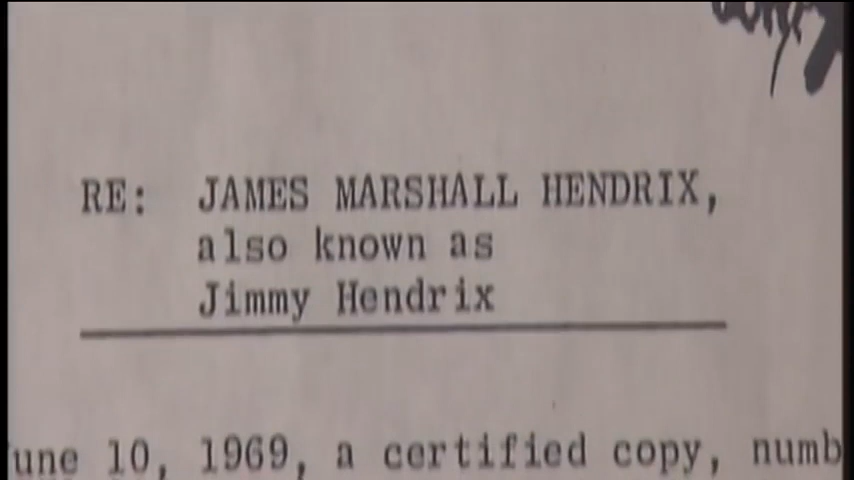 RE: JAMES MARSHALL HENDRIX,
also known as
Jimmy Hendrix
une 10, 1969, a certified copy, numb